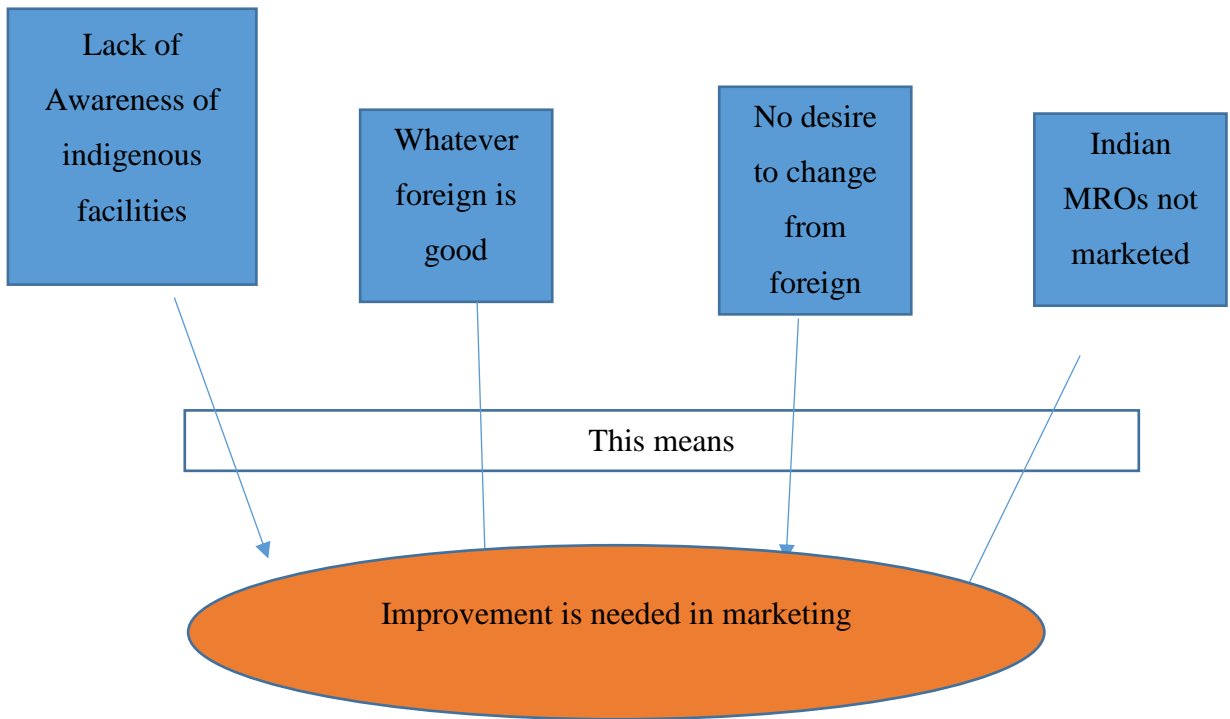 Lack of
Awareness of
indigenous
facilities
Whatever
foreign is
good
No desire
to change
from
foreign
Indian
MROs not
marketed
This means
Improvement is needed in marketing